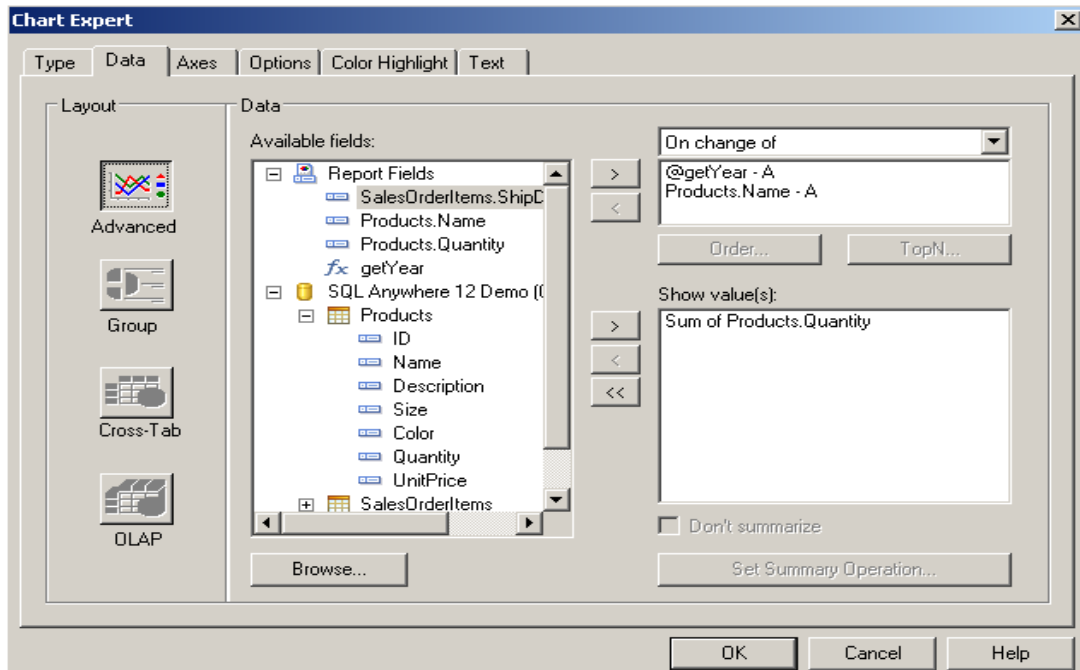 Chart Expert
Type Data Axes Options Color Highlight Text
Layout
Data
Available fields:
On change of
Report Fields
SalesOrderItems.ShipD
Products.Name
Products.Quantity
fx getYear
SQL Anywhere 12 Demo (
Products
ID
Name
Description
Size
Color
Quantity
UnitPrice
SalesOrderItems
>
<
@getYear - A
Products.Name - A
Order... TopN...
Show value(s):
>
<
<<
Sum of Products.Quantity
Don't summarize
Set Summary Operation...
Browse...
Advanced
Group
Cross-Tab
OLAP
OK Cancel Help